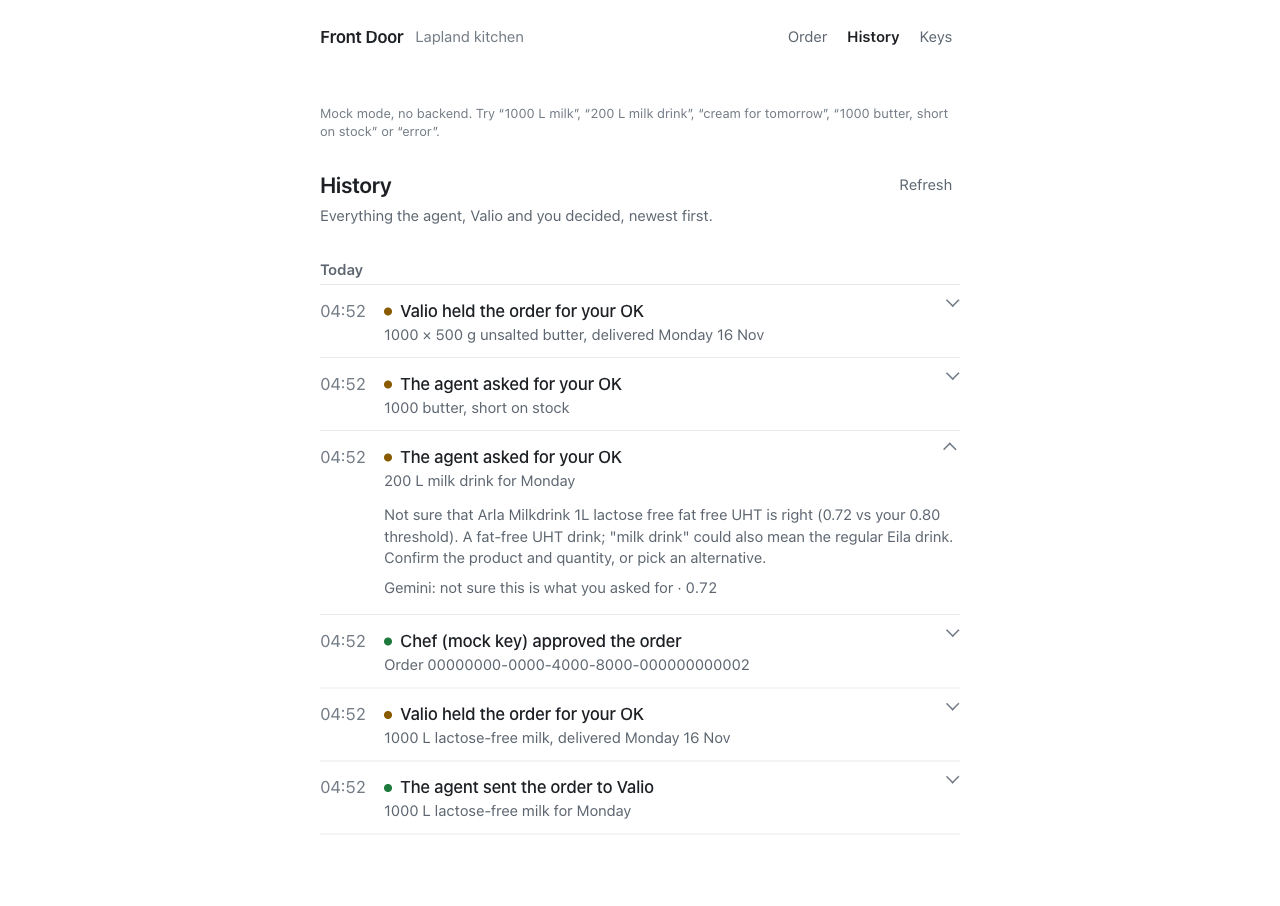 Front Door Lapland kitchen Order History Keys
Mock mode, no backend. Try “1000 L milk”, “200 L milk drink”, “cream for tomorrow”, “1000 butter, short
on stock” or “error”.
History Refresh
Everything the agent, Valio and you decided, newest first.
Today
04:52 Valio held the order for your OK
1000 × 500 g unsalted butter, delivered Monday 16 Nov
04:52 The agent asked for your OK
1000 butter, short on stock
04:52 The agent asked for your OK
200 L milk drink for Monday
Not sure that Arla Milkdrink 1L lactose free fat free UHT is right (0.72 vs your 0.80
threshold). A fat-free UHT drink; "milk drink" could also mean the regular Eila drink.
Confirm the product and quantity, or pick an alternative.
Gemini: not sure this is what you asked for · 0.72
04:52 Chef (mock key) approved the order
Order 00000000-0000-4000-8000-000000000002
04:52 Valio held the order for your OK
1000 L lactose-free milk, delivered Monday 16 Nov
04:52 The agent sent the order to Valio
1000 L lactose-free milk for Monday